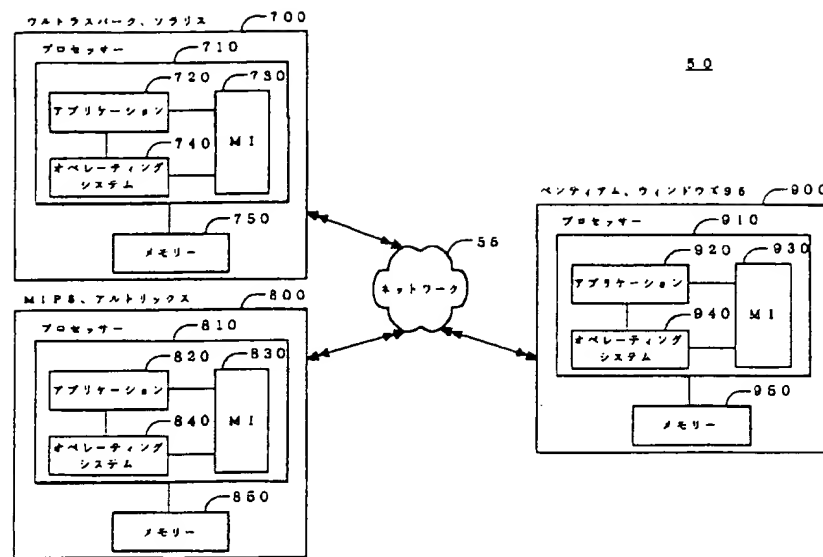 ウルトラスパーク、ソラリス 700
プロセッサー 710
720 730
アプリケーション
MI
740
オペレーティング
システム
750
メモリー
50
MIPS、アルトリックス 800
プロセッサー 810
820 830
アプリケーション
MI
840
オペレーティング
システム
850
メモリー
55
ネットワーク
ペンティアム、ウィンドウズ95 900
プロセッサー 910
920 930
アプリケーション
MI
940
オペレーティング
システム
950
メモリー